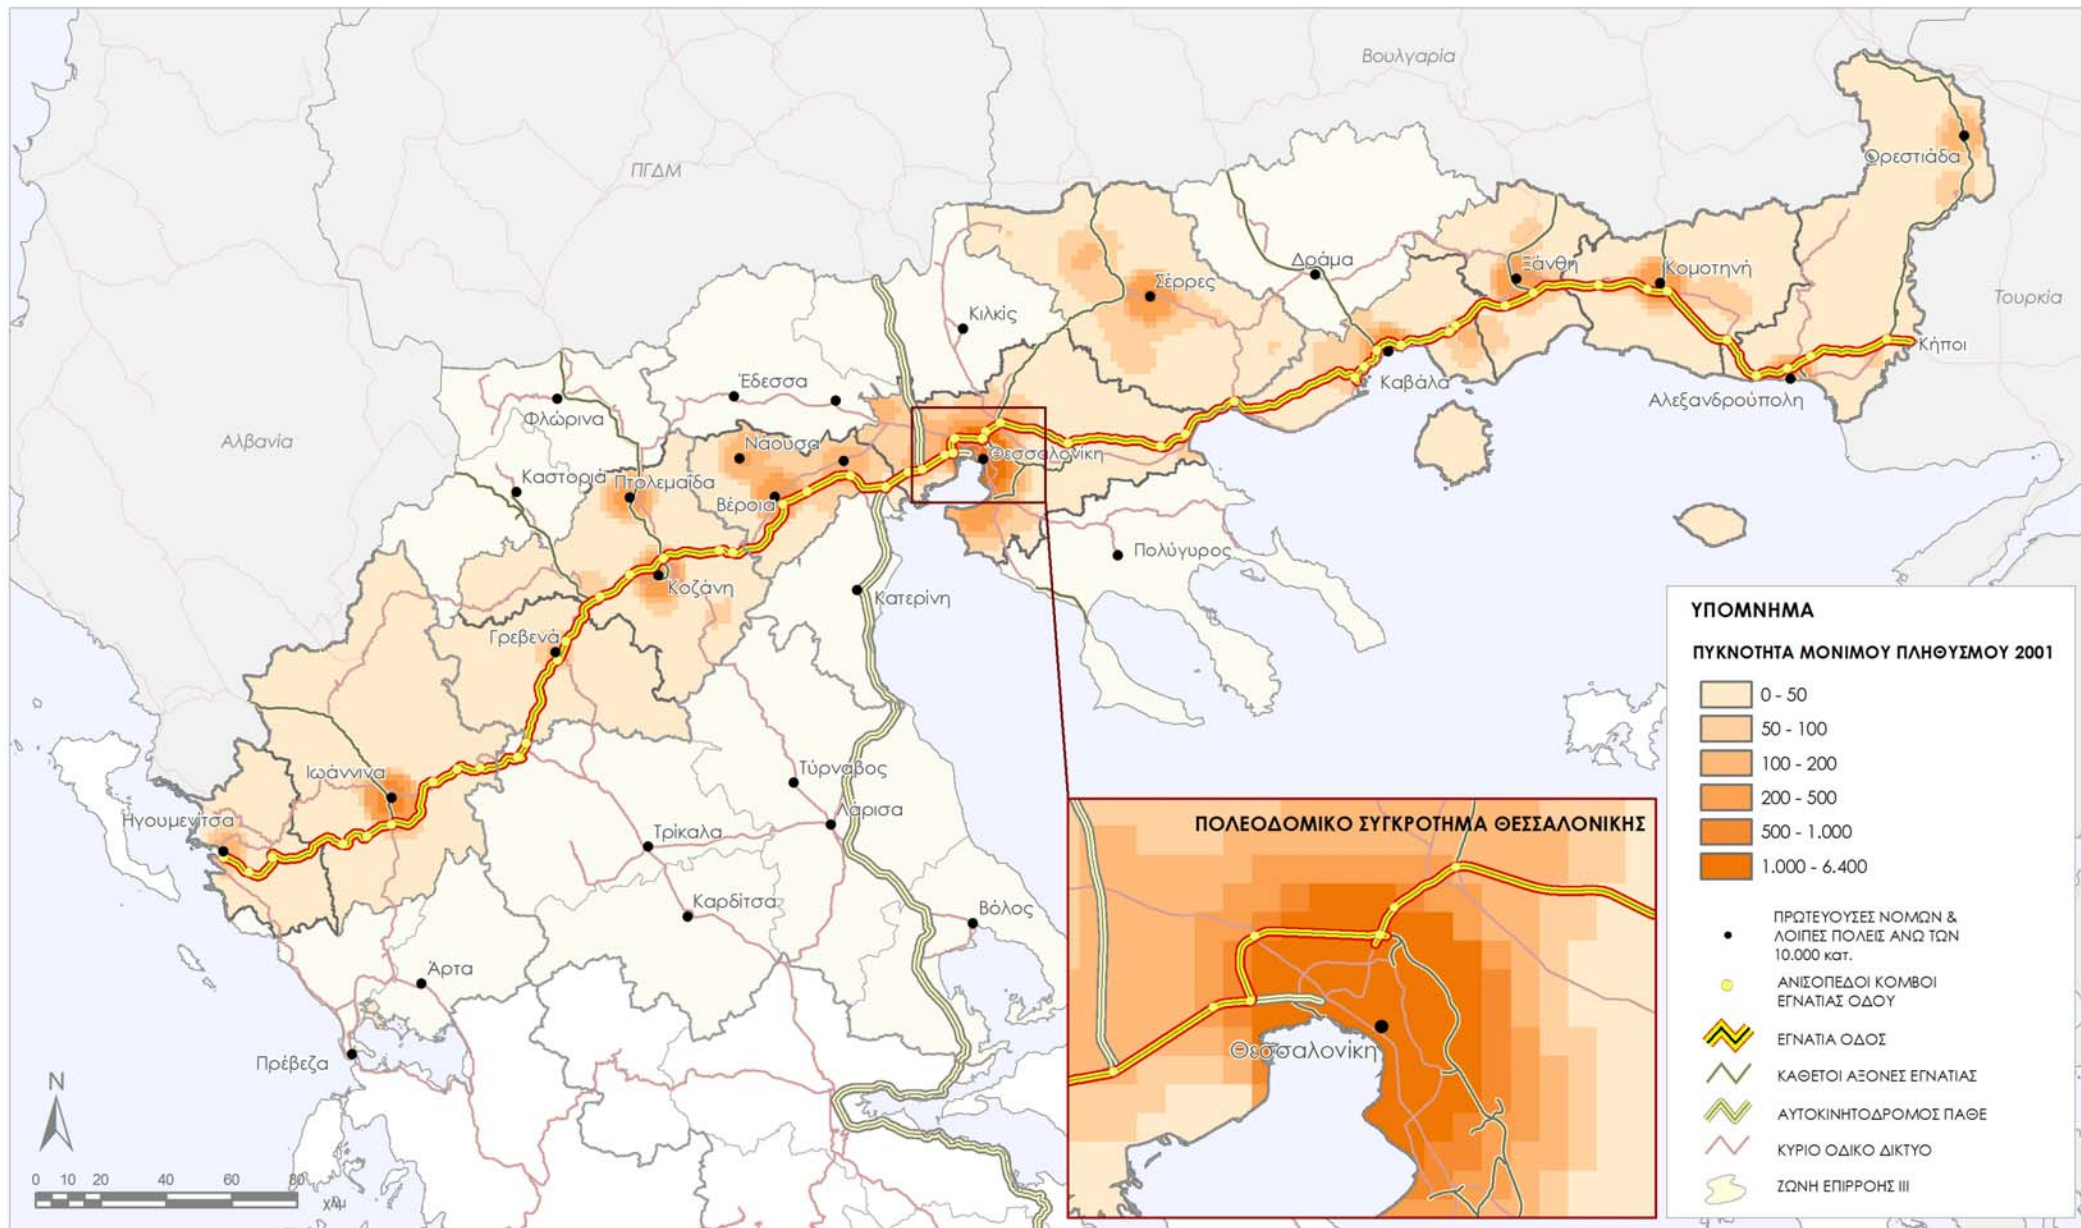 Βουλγαρία
ΠΓΔΜ
Ορεστιάδα
Δράμα
Ξάνθη
Κομοτηνή
Σέρρες
Τουρκία
Κιλκίς
Κήποι
Καβάλα
Έδεσσα
Αλεξανδρούπολη
Φλώρινα
Αλβανία
Νάουσα
Θεσσαλονίκη
Καστοριά
Πτολεμαΐδα
Βέροια
Πολύγυρος
Κοζάνη
Κατερίνη
Γρεβενά
Ιωάννινα
Τύρναβος
Ηγουμενίτσα
Λάρισα
Τρίκαλα
Καρδίτσα
Βόλος
Άρτα
Πρέβεζα
N
0 10 20 40 60 80
χλμ
ΠΟΛΕΟΔΟΜΙΚΟ ΣΥΓΚΡΟΤΗΜΑ ΘΕΣΣΑΛΟΝΙΚΗΣ
Θεσσαλονίκη
ΥΠΟΜΝΗΜΑ
ΠΥΚΝΟΤΗΤΑ ΜΟΝΙΜΟΥ ΠΛΗΘΥΣΜΟΥ 2001
0 - 50
50 - 100
100 - 200
200 - 500
500 - 1.000
1.000 - 6.400
ΠΡΩΤΕΥΟΥΣΕΣ ΝΟΜΩΝ &
ΛΟΙΠΕΣ ΠΟΛΕΙΣ ΑΝΩ ΤΩΝ
10.000 κατ.
ΑΝΙΣΟΠΕΔΟΙ ΚΟΜΒΟΙ
ΕΓΝΑΤΙΑΣ ΟΔΟΥ
ΕΓΝΑΤΙΑ ΟΔΟΣ
ΚΑΘΕΤΟΙ ΑΞΟΝΕΣ ΕΓΝΑΤΙΑΣ
ΑΥΤΟΚΙΝΗΤΟΔΡΟΜΟΣ ΠΑΘΕ
ΚΥΡΙΟ ΟΔΙΚΟ ΔΙΚΤΥΟ
ΖΩΝΗ ΕΠΙΡΡΟΗΣ ΙΙΙ